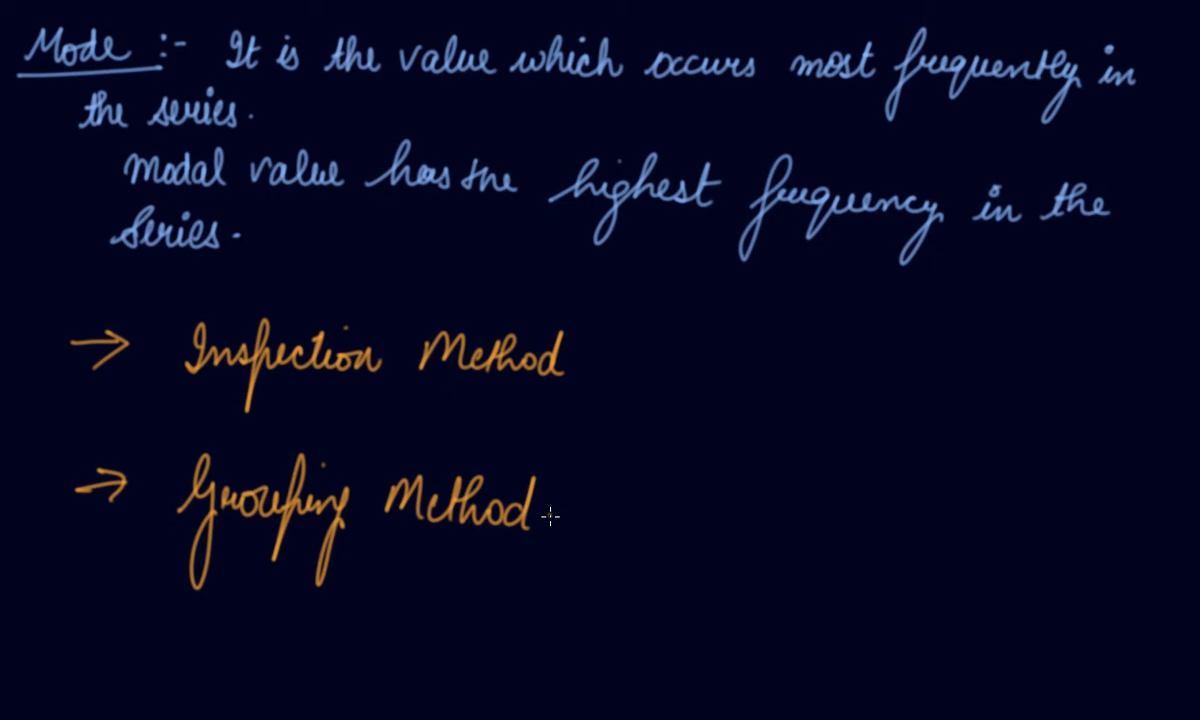 Mode :- It is the value which occurs most frequently in
the series.
Modal value has the highest frequency in the
Series.
→ Inspection Method
→ Grouping Method